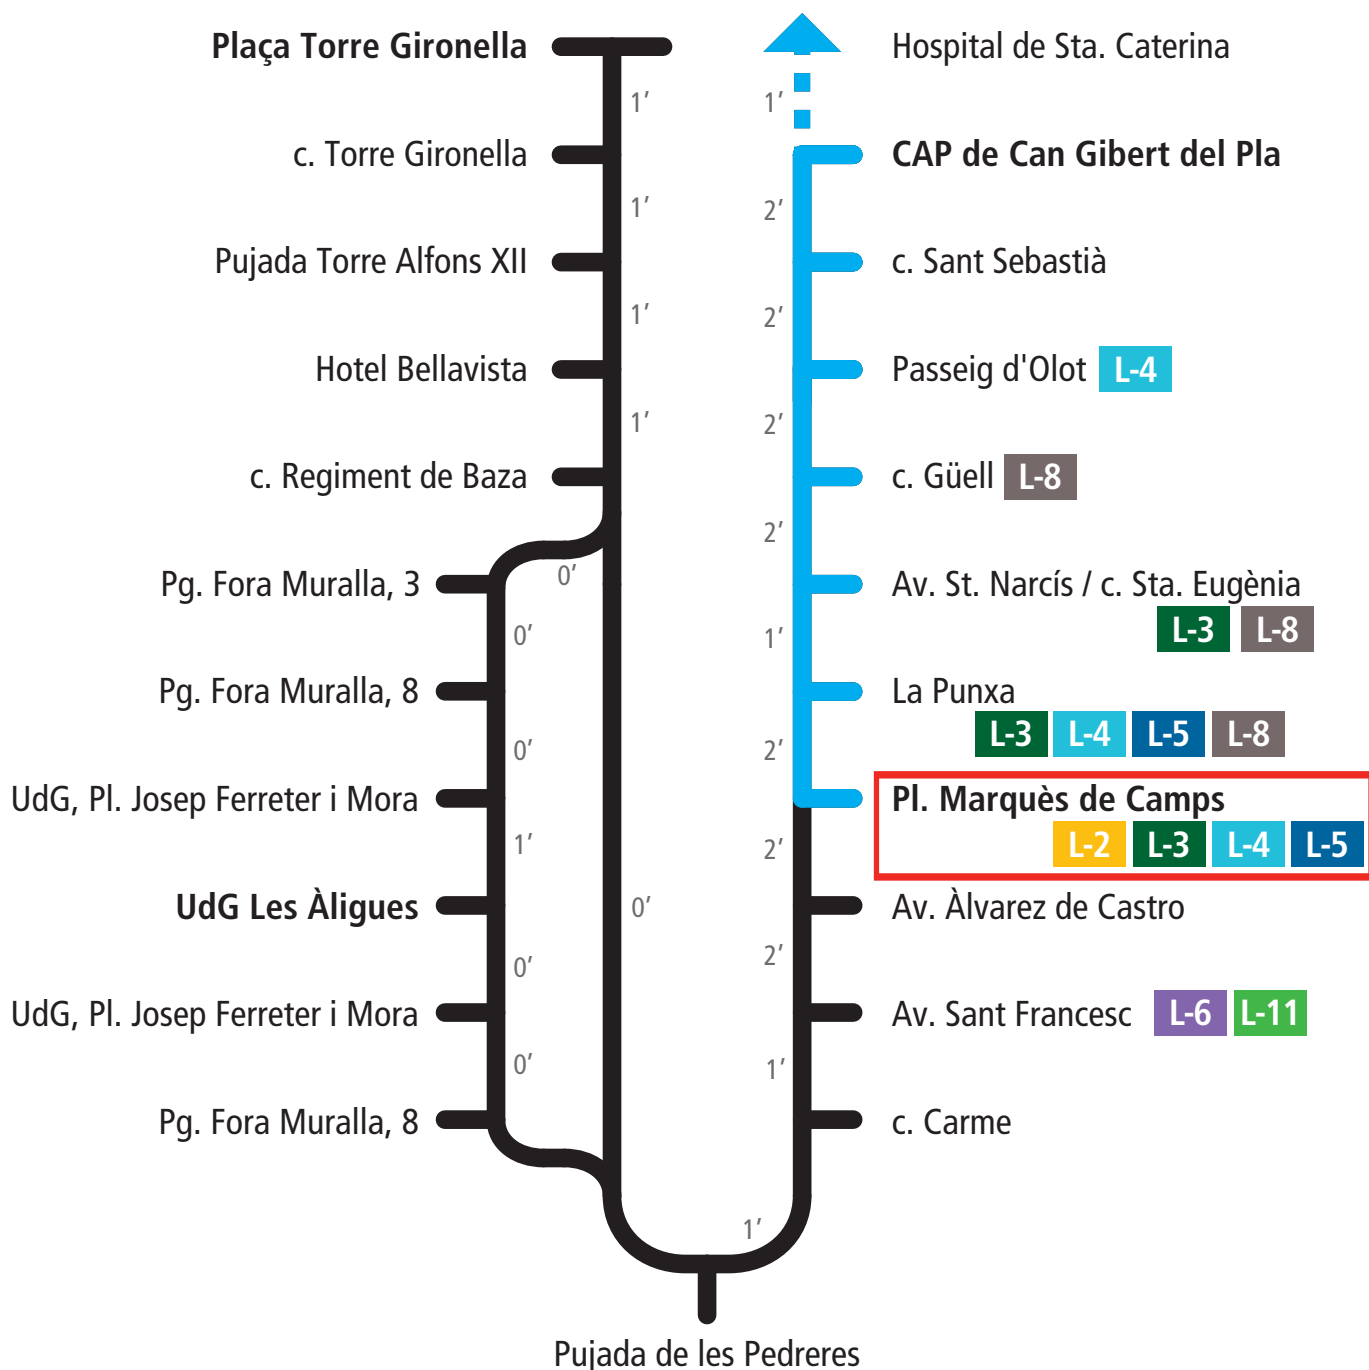 Plaça Torre Gironella
1′
c. Torre Gironella
1′
Pujada Torre Alfons XII
1′
Hotel Bellavista
1′
c. Regiment de Baza
0′
Pg. Fora Muralla, 3
0′
Pg. Fora Muralla, 8
0′
UdG, Pl. Josep Ferreter i Mora
1′
UdG Les Àligues
0′
0′
UdG, Pl. Josep Ferreter i Mora
0′
Pg. Fora Muralla, 8
Pujada de les Pedreres
1′
c. Carme
1′
Av. Sant Francesc L-6 L-11
2′
Av. Àlvarez de Castro
2′
Pl. Marquès de Camps
L-2 L-3 L-4 L-5
2′
La Punxa
L-3 L-4 L-5 L-8
1′
Av. St. Narcís / c. Sta. Eugènia
L-3 L-8
2′
c. Güell L-8
2′
Passeig d'Olot L-4
2′
c. Sant Sebastià
2′
CAP de Can Gibert del Pla
1′
Hospital de Sta. Caterina